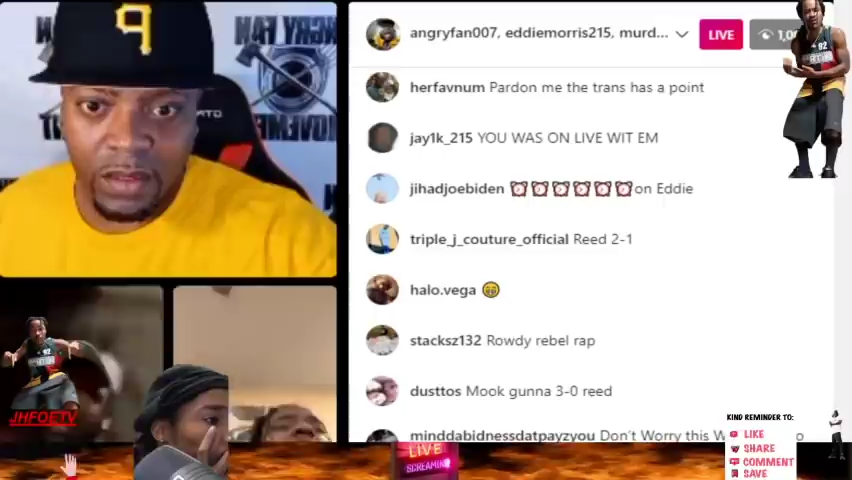 angryfan007, eddiemorris215, murd...
LIVE
herfavnum Pardon me the trans has a point
jay1k_215 YOU WAS ON LIVE WIT EM
jihadjoebiden ⏰⏰⏰⏰⏰⏰on Eddie
triple_j_couture_official Reed 2-1
halo.vega 😂
stacksz132 Rowdy rebel rap
dusttos Mook gunna 3-0 reed
minddabidnessdatpayzyou Don't Worry this W
JHFOETV
LIVE
SCREAMING
KIND REMINDER TO:
LIKE
SHARE
COMMENT
SAVE